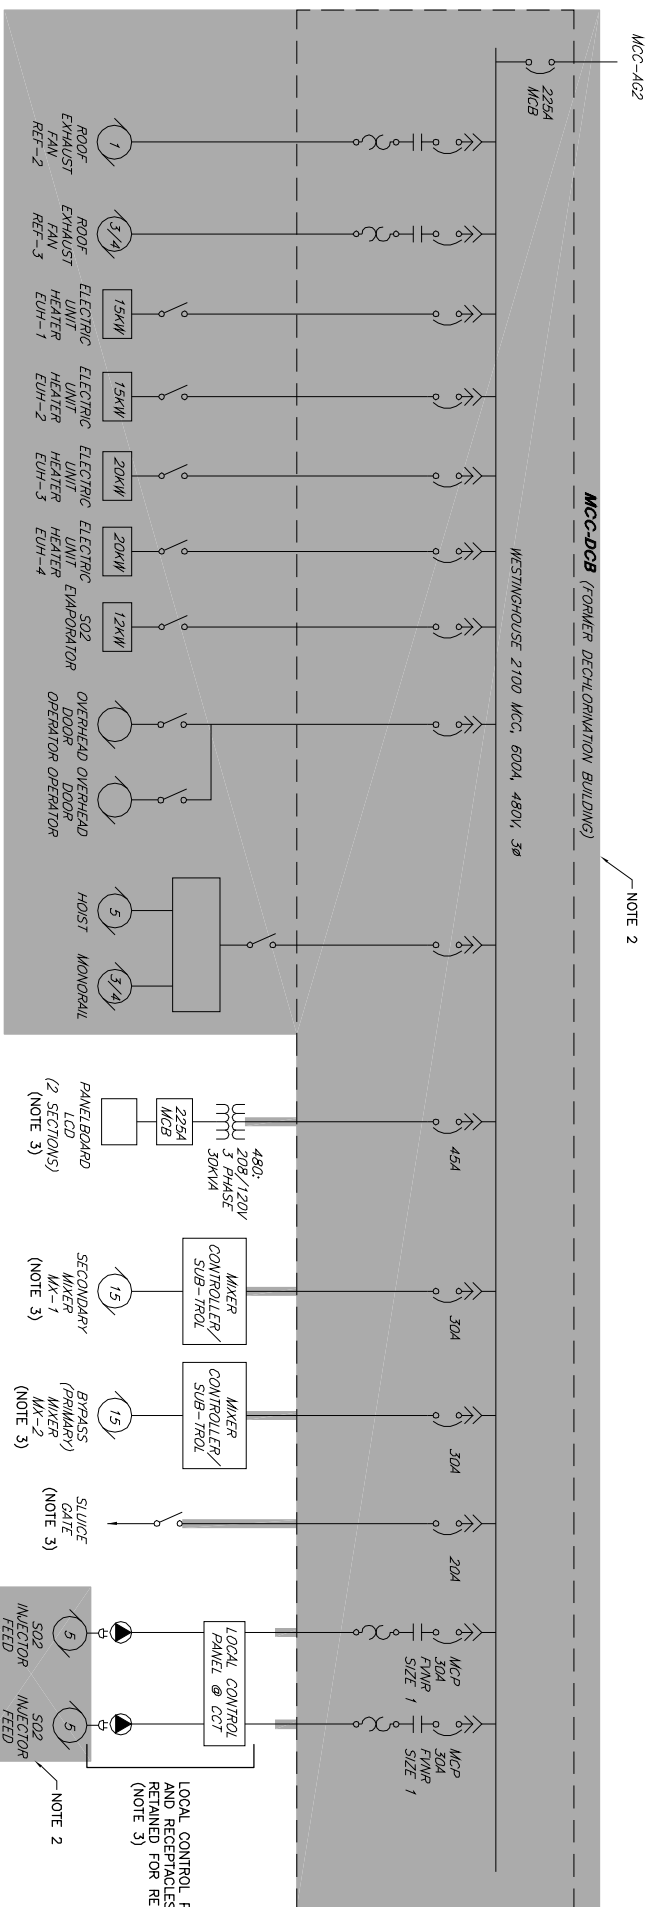 MCC-AG2
225A
MCB
MCC-DCB (FORMER DECHLORINATION BUILDING)
NOTE 2
WESTINGHOUSE 2100 MCC, 600A, 480V, 3Ø
1
ROOF
EXHAUST
FAN
REF-2
3/4
ROOF
EXHAUST
FAN
REF-3
15KW
ELECTRIC
UNIT
HEATER
EUH-1
15KW
ELECTRIC
UNIT
HEATER
EUH-2
20KW
ELECTRIC
UNIT
HEATER
EUH-3
20KW
ELECTRIC
UNIT
HEATER
EUH-4
12KW
SO2
EVAPORATOR
OVERHEAD
DOOR
OPERATOR
OVERHEAD
DOOR
OPERATOR
5
HOIST
3/4
MONORAIL
45A
480:
208/120V
3 PHASE
30KVA
225A
MCB
PANELBOARD
LCD
(2 SECTIONS)
(NOTE 3)
30A
MIXER
CONTROLLER/
SUB-TROL
15
SECONDARY
MIXER
MX-1
(NOTE 3)
30A
MIXER
CONTROLLER/
SUB-TROL
15
BYPASS
(PRIMARY)
MIXER
MX-2
(NOTE 3)
20A
SLUICE
GATE
(NOTE 3)
MCP
30A
FVNR
SIZE 1
MCP
30A
FVNR
SIZE 1
LOCAL CONTROL
PANEL @ CCT
5
SO2
INJECTOR
FEED
5
SO2
INJECTOR
FEED
LOCAL CONTROL
AND RECEPTACLES
RETAINED FOR
(NOTE 3)
NOTE 2